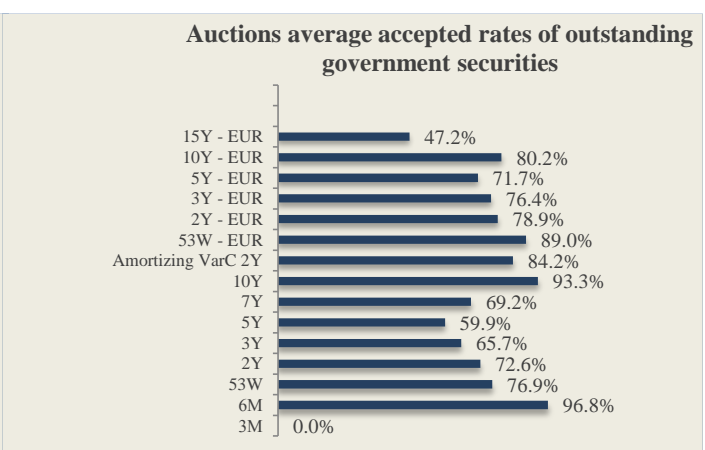 Auctions average accepted rates of outstanding
government securities
15Y - EUR 47.2%
10Y - EUR 80.2%
5Y - EUR 71.7%
3Y - EUR 76.4%
2Y - EUR 78.9%
53W - EUR 89.0%
Amortizing VarC 2Y 84.2%
10Y 93.3%
7Y 69.2%
5Y 59.9%
3Y 65.7%
2Y 72.6%
53W 76.9%
6M 96.8%
3M 0.0%